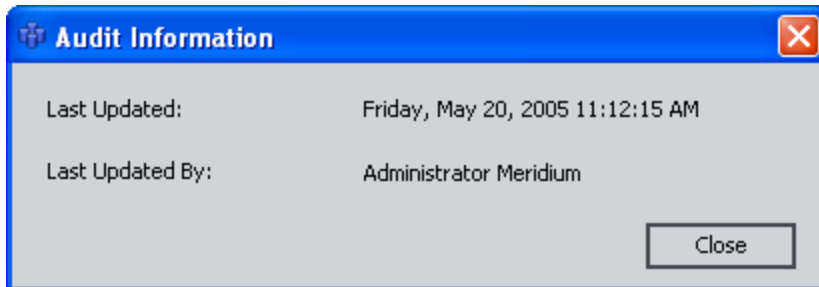 Audit Information
Last Updated: Friday, May 20, 2005 11:12:15 AM
Last Updated By: Administrator Meridium
Close